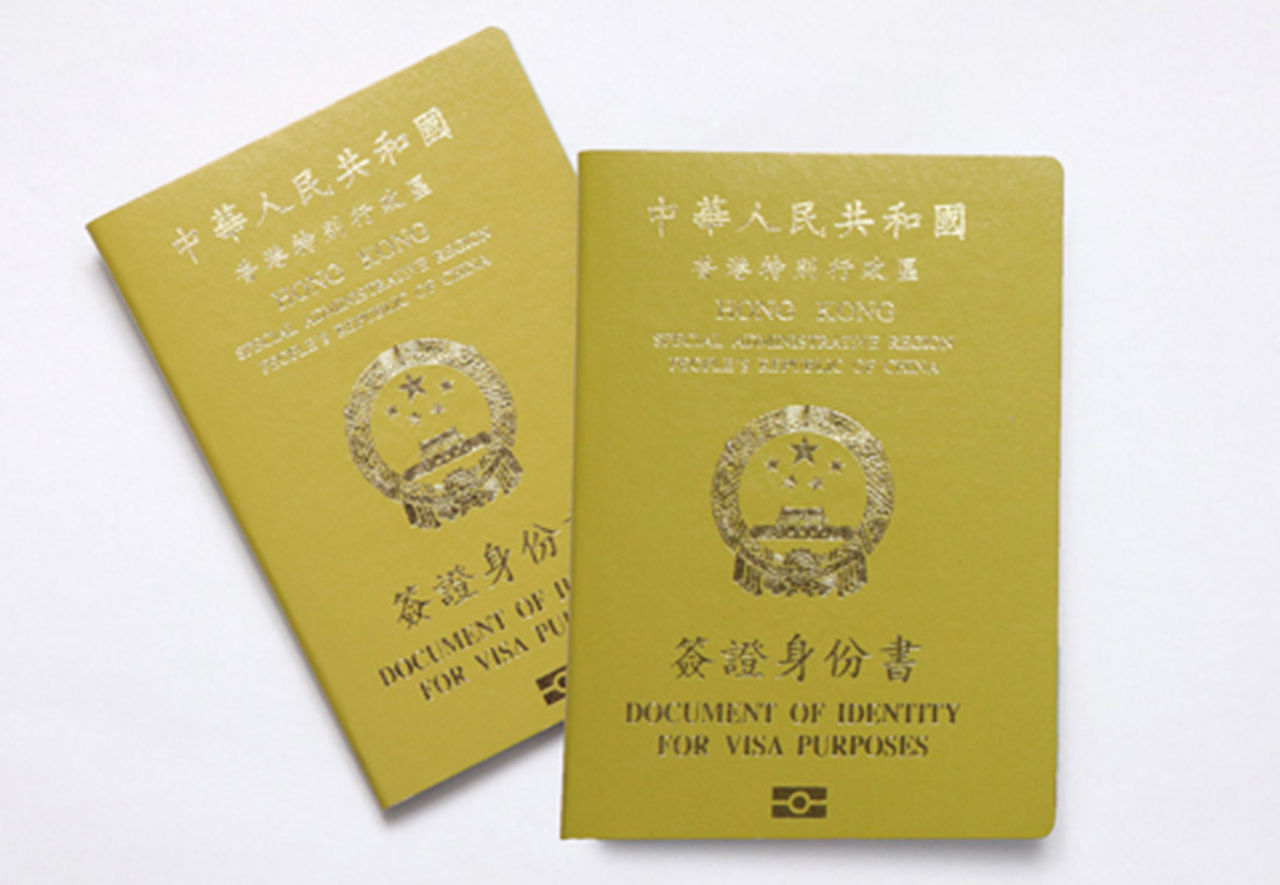 中華人民共和國
香港特別行政區
HONG KONG
SPECIAL ADMINISTRATIVE REGION
PEOPLE'S REPUBLIC OF CHINA
簽證身份
DOCUMENT OF
FOR VISA
中華人民共和國
香港特別行政區
HONG KONG
SPECIAL ADMINISTRATIVE REGION
PEOPLE'S REPUBLIC OF CHINA
簽證身份書
DOCUMENT OF IDENTITY
FOR VISA PURPOSES